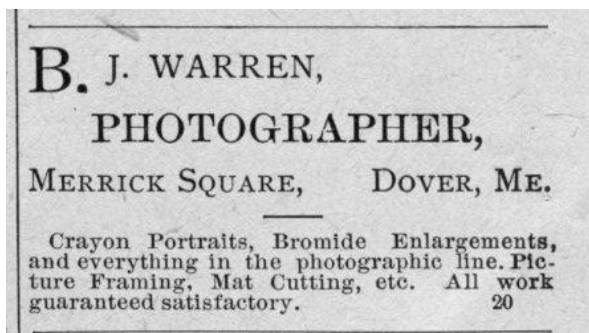 B. J. WARREN,
PHOTOGRAPHER,
MERRICK SQUARE, DOVER, ME.
Crayon Portraits, Bromide Enlargements,
and everything in the photographic line. Pic-
ture Framing, Mat Cutting, etc. All work
guaranteed satisfactory. 20